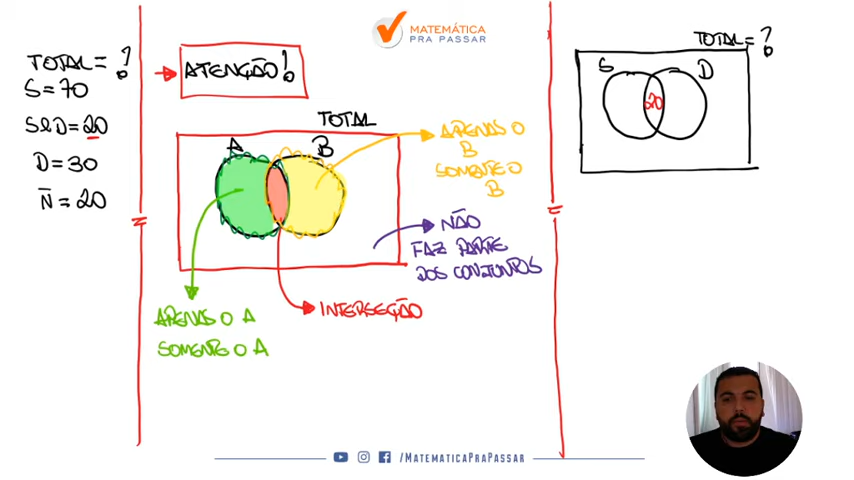 MATEMÁTICA
PRA PASSAR
TOTAL = ?
S = 70
S e D = 20
D = 30
N̄ = 20
ATENÇÃO!
TOTAL
A
B
APENAS O
B
SOMENTE O
B
NÃO
FAZ PARTE
DOS CONJUNTOS
INTERSEÇÃO
APENAS O A
SOMENTE O A
TOTAL = ?
S
D
20
/MATEMATICAPRAPASSAR